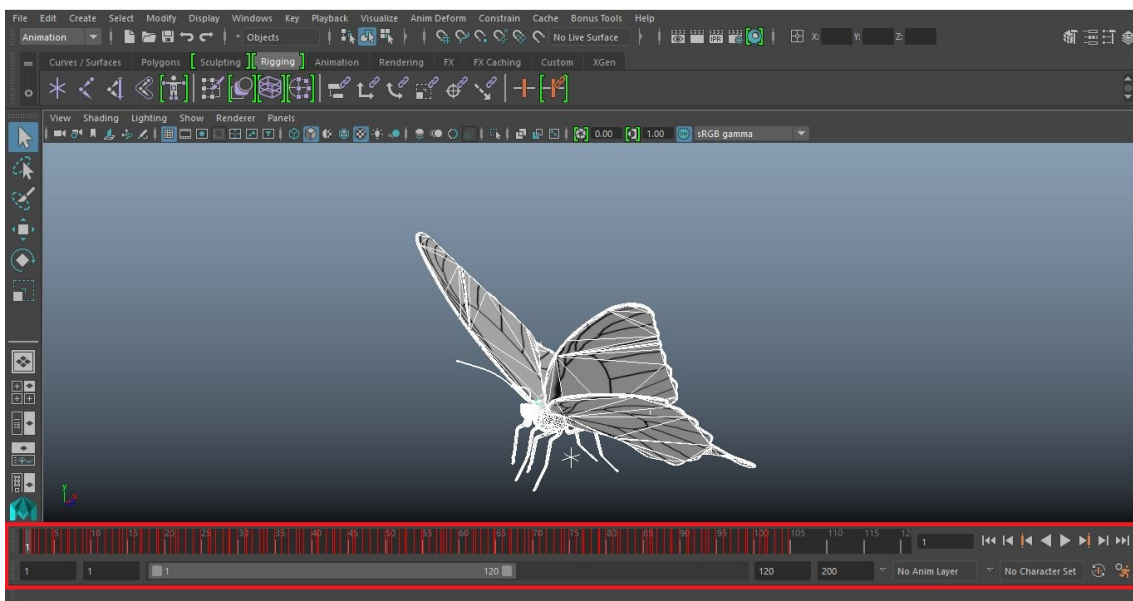 File Edit Create Select Modify Display Windows Key Playback Visualize Anim Deform Constrain Cache Bonus Tools Help
Animation Objects No Live Surface IPR X: Y: Z:
Curves / Surfaces Polygons Sculpting Rigging Animation Rendering FX FX Caching Custom XGen
View Shading Lighting Show Renderer Panels
0.00 1.00 sRGB gamma
y
x
5 10 15 20 25 30 35 40 45 50 55 60 65 70 75 80 85 90 95 100 105 110 115 12
1 1
1 1 1 120 120 200 No Anim Layer No Character Set